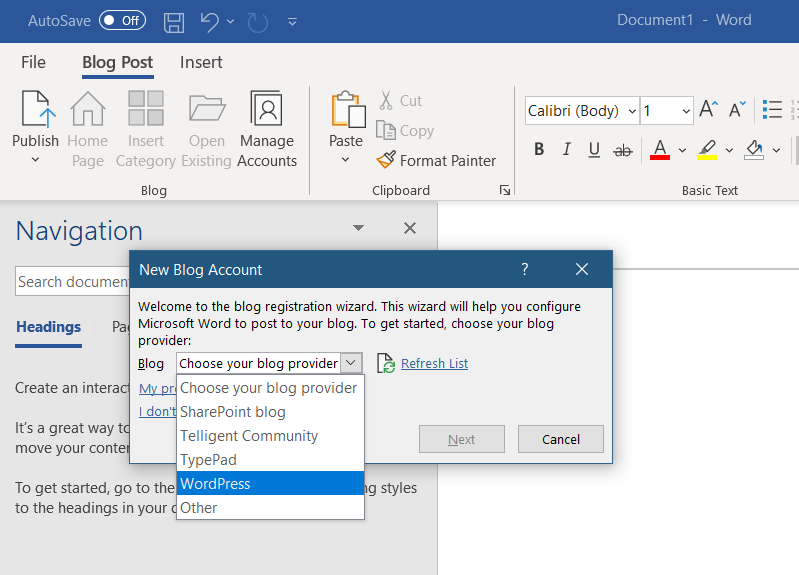 AutoSave Off
Document1 - Word
File Blog Post Insert
Publish
Home Page
Insert Category
Open Existing
Manage Accounts
Blog
Paste
Cut
Copy
Format Painter
Clipboard
Calibri (Body) 1 A A
B I U ab A
Basic Text
Navigation
Search documen
Headings
Create an interac
It's a great way to
move your conter
To get started, go to the
ng styles
to the headings in your
New Blog Account ?
Welcome to the blog registration wizard. This wizard will help you configure
Microsoft Word to post to your blog. To get started, choose your blog
provider:
Blog Choose your blog provider Refresh List
My pr
I don't
Choose your blog provider
SharePoint blog
Telligent Community
TypePad
WordPress
Other
Next Cancel